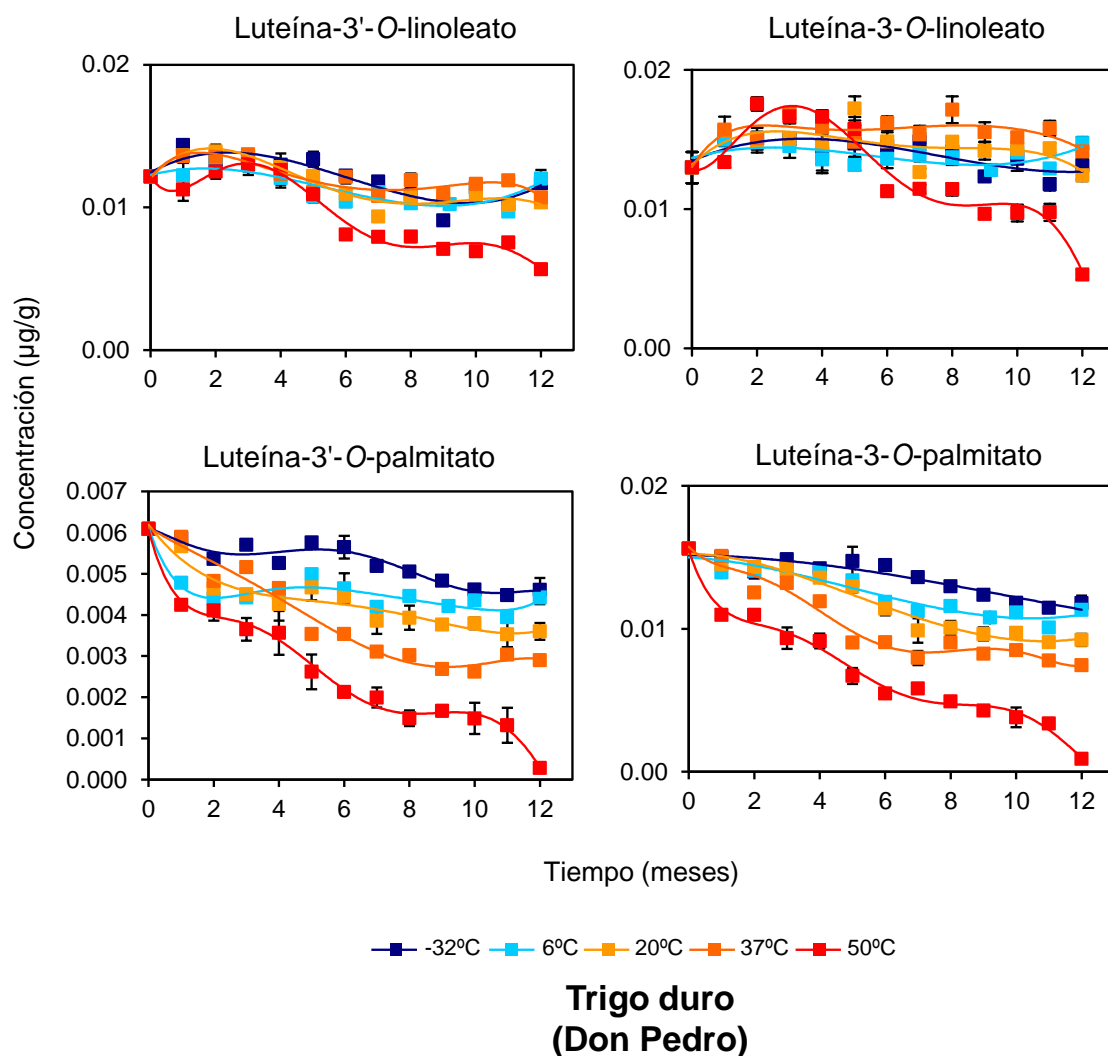 Luteína-3'-O-linoleato
Luteína-3-O-linoleato
0.02
0.01
0.00
0 2 4 6 8 10 12
0.02
0.01
0.00
0 2 4 6 8 10 12
Concentración (µg/g)
Luteína-3'-O-palmitato
Luteína-3-O-palmitato
0.007
0.006
0.005
0.004
0.003
0.002
0.001
0.000
0 2 4 6 8 10 12
0.02
0.01
0.00
0 2 4 6 8 10 12
Tiempo (meses)
-32ºC 6ºC 20ºC 37ºC 50ºC
Trigo duro
(Don Pedro)